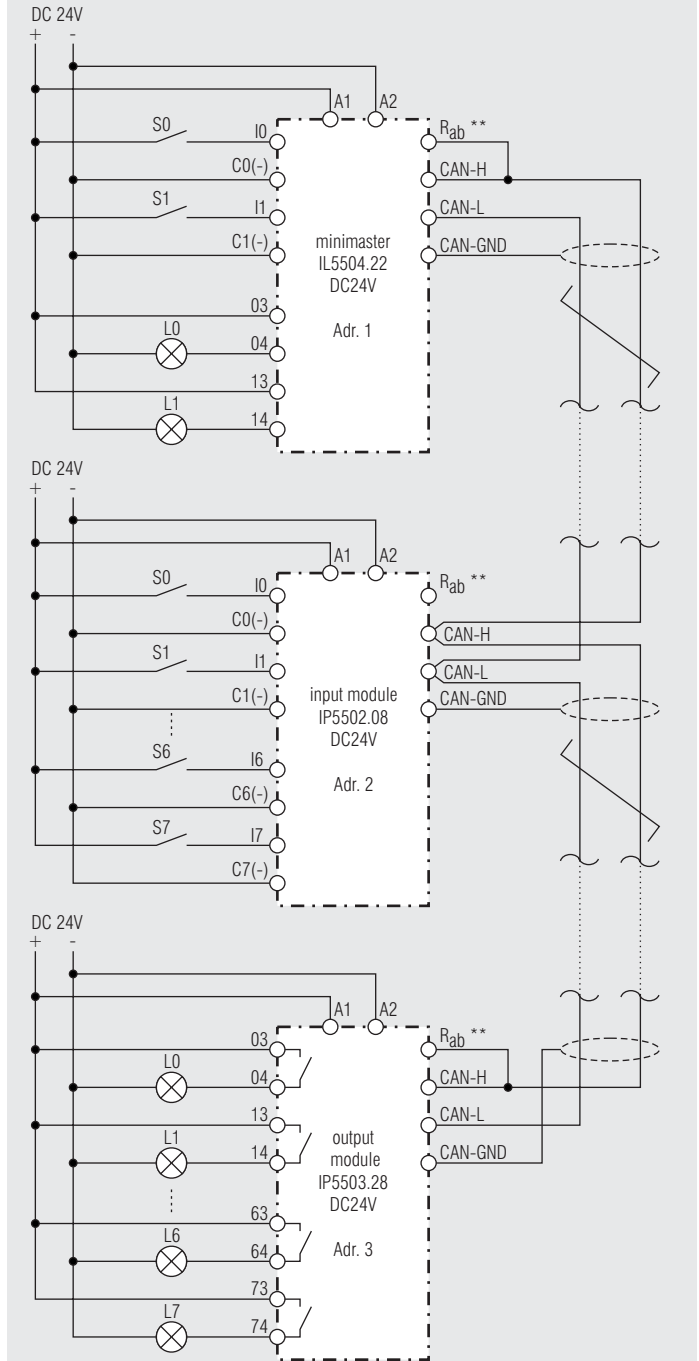 DC 24V
+ -
A1 A2
S0 I0 Rab **
C0(-) CAN-H
S1 I1 CAN-L
C1(-) CAN-GND
minimaster
IL5504.22
DC24V
03
L0 04 Adr. 1
13
L1 14
DC 24V
+ -
A1 A2
S0 I0 Rab **
C0(-) CAN-H
S1 I1 CAN-L
C1(-) CAN-GND
input module
IP5502.08
DC24V
S6 I6
Adr. 2
C6(-)
S7 I7
C7(-)
DC 24V
+ -
A1 A2
03 Rab **
L0 04 CAN-H
13 CAN-L
L1 14 CAN-GND
output
module
IP5503.28
DC24V
63
L6 64 Adr. 3
73
L7 74